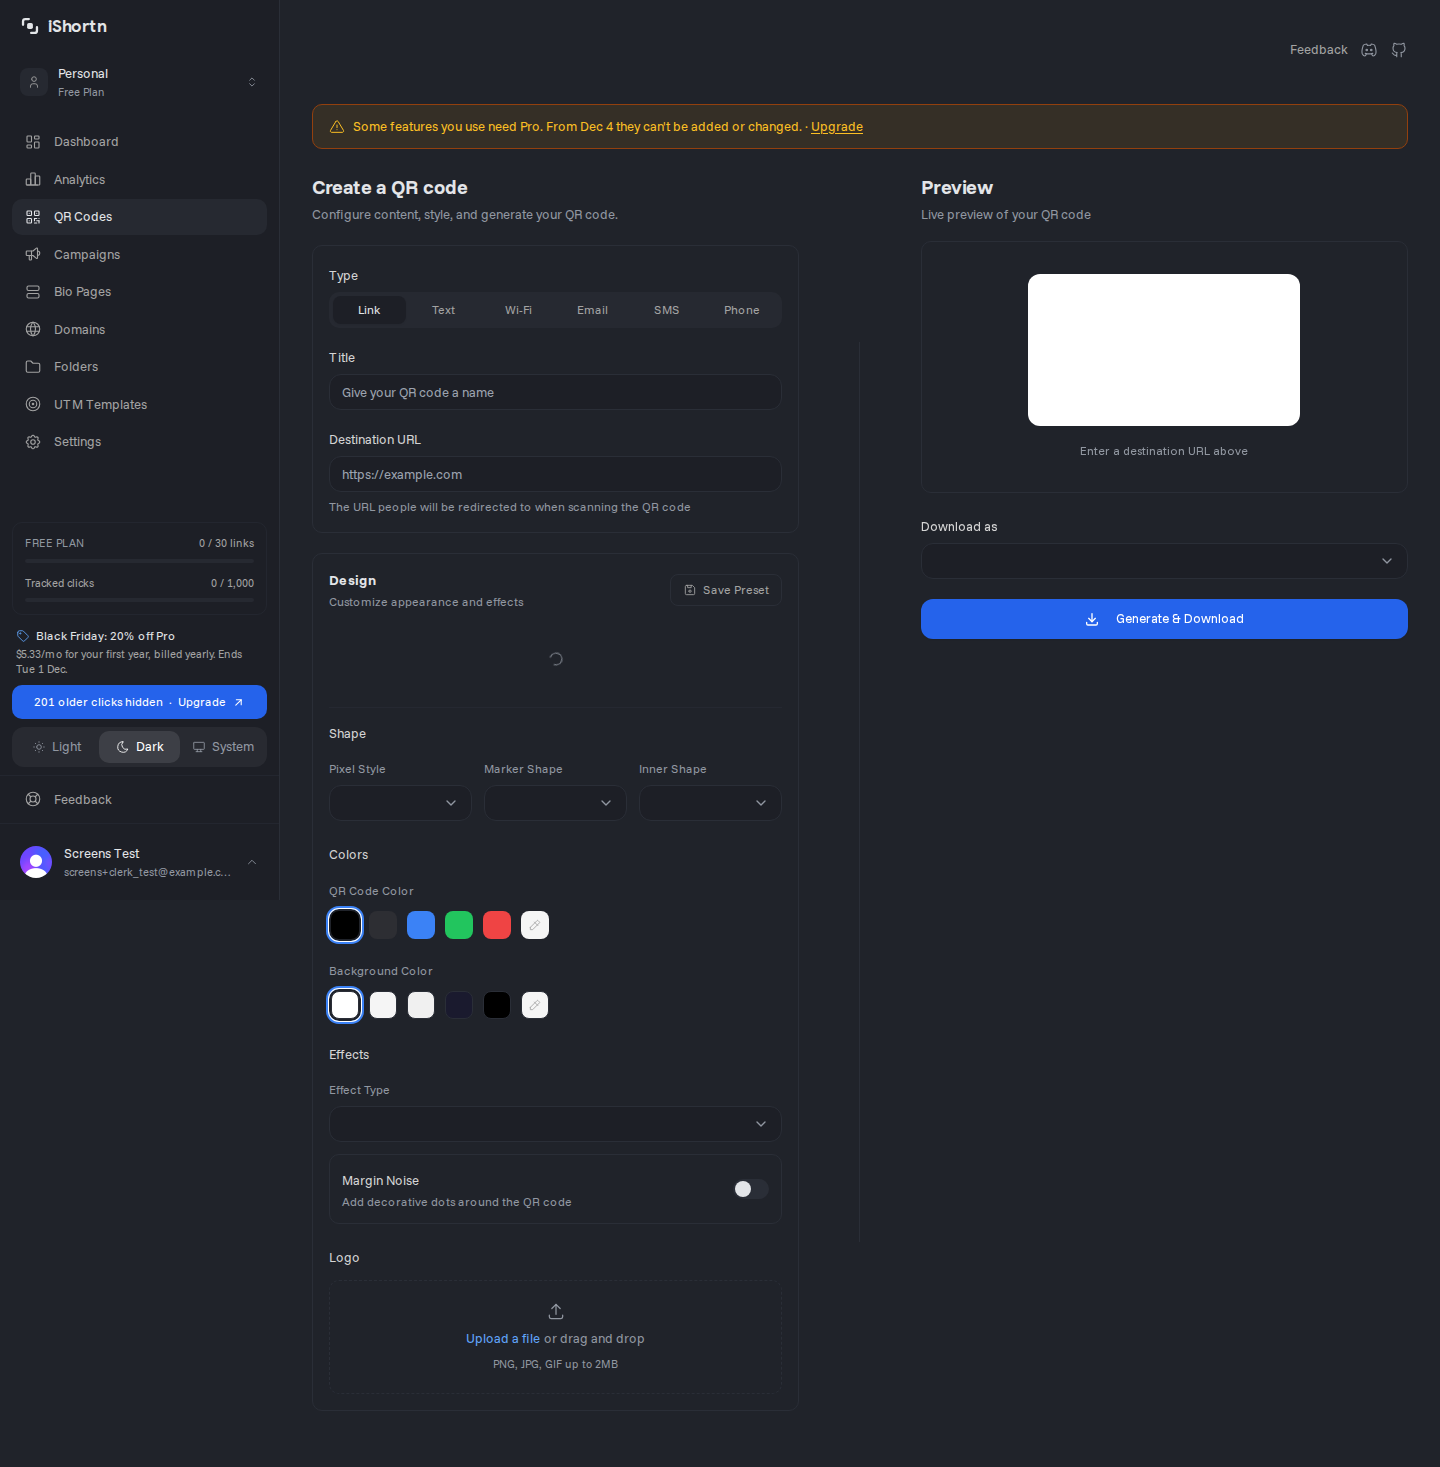 iShortn
Personal
Free Plan
Dashboard
Analytics
QR Codes
Campaigns
Bio Pages
Domains
Folders
UTM Templates
Settings
FREE PLAN
0 / 30 links
Tracked clicks
0 / 1,000
Black Friday: 20% off Pro
$5.33/mo for your first year, billed yearly. Ends
Tue 1 Dec.
201 older clicks hidden · Upgrade
Light
Dark
System
Feedback
Screens Test
screens+clerk_test@example.c...
Feedback
Some features you use need Pro. From Dec 4 they can't be added or changed. · Upgrade
Create a QR code
Configure content, style, and generate your QR code.
Type
Link
Text
Wi-Fi
Email
SMS
Phone
Title
Give your QR code a name
Destination URL
https://example.com
The URL people will be redirected to when scanning the QR code
Design
Customize appearance and effects
Save Preset
Shape
Pixel Style
Marker Shape
Inner Shape
Colors
QR Code Color
Background Color
Effects
Effect Type
Margin Noise
Add decorative dots around the QR code
Logo
Upload a file or drag and drop
PNG, JPG, GIF up to 2MB
Preview
Live preview of your QR code
Enter a destination URL above
Download as
Generate & Download